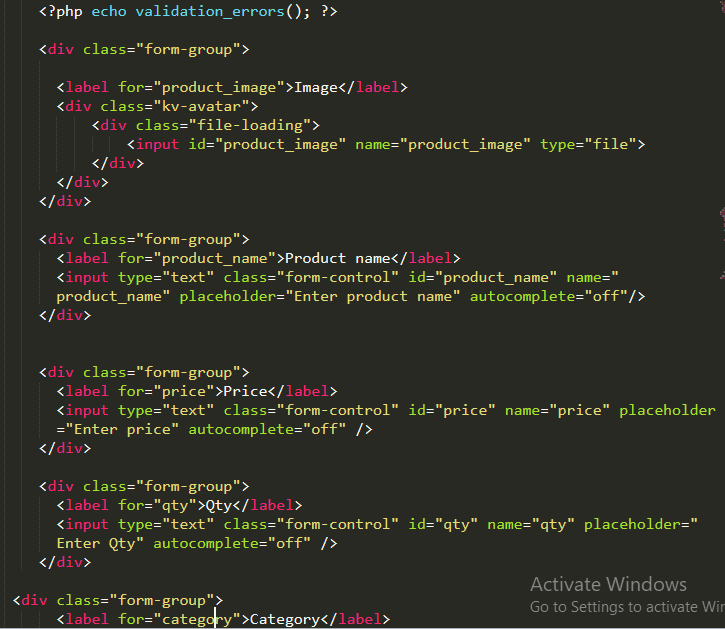 <?php echo validation_errors(); ?>
<div class="form-group">
<label for="product_image">Image</label>
<div class="kv-avatar">
<div class="file-loading">
<input id="product_image" name="product_image" type="file">
</div>
</div>
</div>
<div class="form-group">
<label for="product_name">Product name</label>
<input type="text" class="form-control" id="product_name" name="
product_name" placeholder="Enter product name" autocomplete="off"/>
</div>
<div class="form-group">
<label for="price">Price</label>
<input type="text" class="form-control" id="price" name="price" placeholder
="Enter price" autocomplete="off" />
</div>
<div class="form-group">
<label for="qty">Qty</label>
<input type="text" class="form-control" id="qty" name="qty" placeholder="
Enter Qty" autocomplete="off" />
</div>
<div class="form-group">
<label for="category">Category</label>
Activate Windows
Go to Settings to activate Win